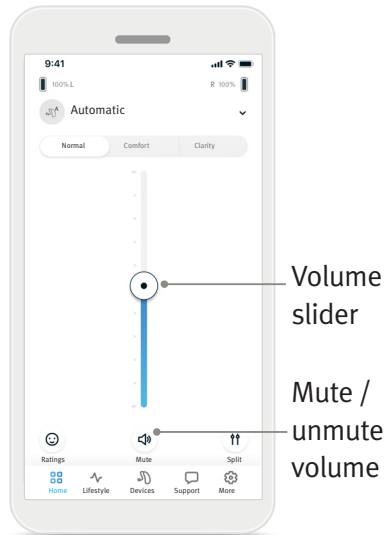 9:41
100% L
R 100%
Automatic
Normal Comfort Clarity
Volume
slider
Mute /
unmute
volume
Ratings Mute Split
Home Lifestyle Devices Support More